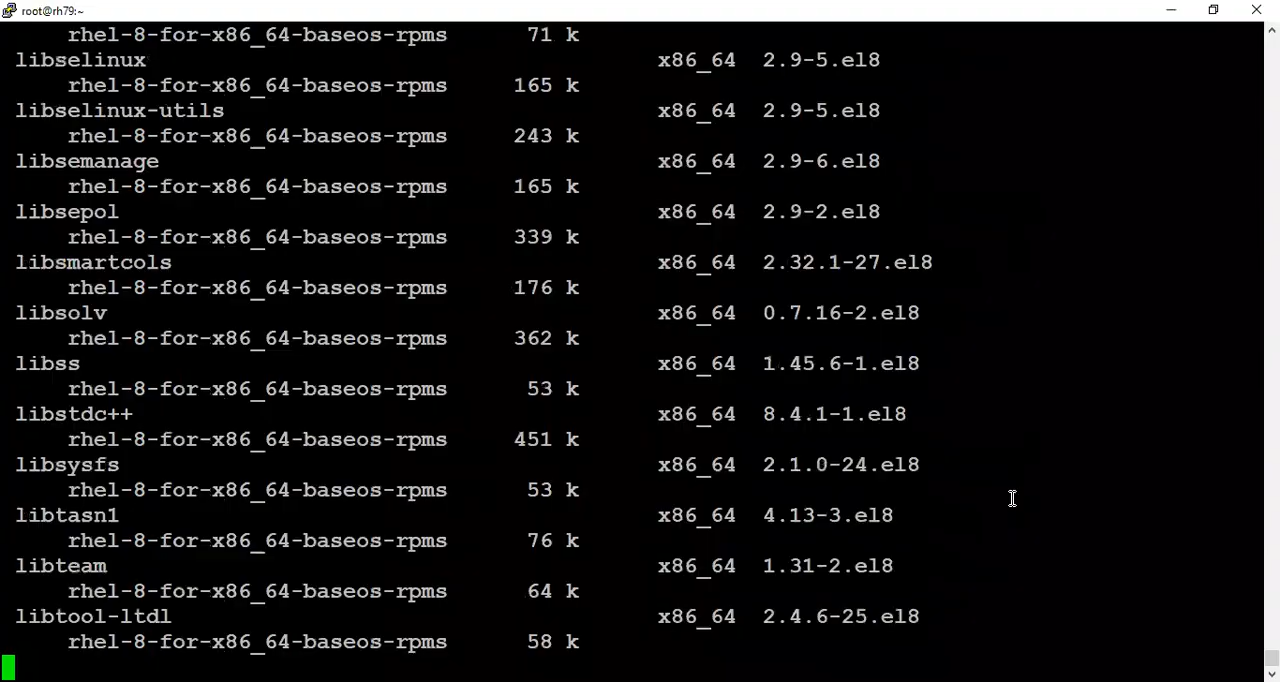 root@rh79:~
rhel-8-for-x86_64-baseos-rpms 71 k
libselinux x86_64 2.9-5.el8
rhel-8-for-x86_64-baseos-rpms 165 k
libselinux-utils x86_64 2.9-5.el8
rhel-8-for-x86_64-baseos-rpms 243 k
libsemanage x86_64 2.9-6.el8
rhel-8-for-x86_64-baseos-rpms 165 k
libsepol x86_64 2.9-2.el8
rhel-8-for-x86_64-baseos-rpms 339 k
libsmartcols x86_64 2.32.1-27.el8
rhel-8-for-x86_64-baseos-rpms 176 k
libsolv x86_64 0.7.16-2.el8
rhel-8-for-x86_64-baseos-rpms 362 k
libss x86_64 1.45.6-1.el8
rhel-8-for-x86_64-baseos-rpms 53 k
libstdc++ x86_64 8.4.1-1.el8
rhel-8-for-x86_64-baseos-rpms 451 k
libsysfs x86_64 2.1.0-24.el8
rhel-8-for-x86_64-baseos-rpms 53 k
libtasn1 x86_64 4.13-3.el8
rhel-8-for-x86_64-baseos-rpms 76 k
libteam x86_64 1.31-2.el8
rhel-8-for-x86_64-baseos-rpms 64 k
libtool-ltdl x86_64 2.4.6-25.el8
rhel-8-for-x86_64-baseos-rpms 58 k